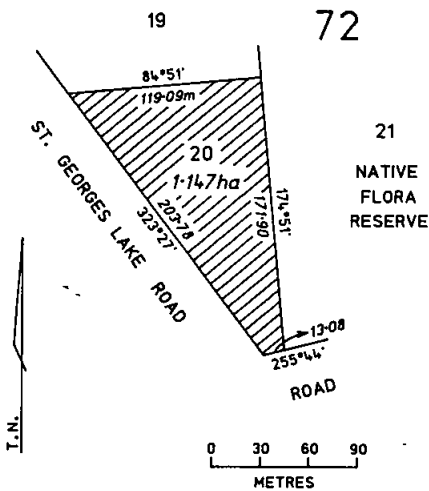 19
72
84°51'
119·09m
20
1·147ha
21
NATIVE
FLORA
RESERVE
ST. GEORGES LAKE ROAD
203·78
323°27'
171·90
174°51'
13·08
255°44'
ROAD
T.N.
0 30 60 90
METRES